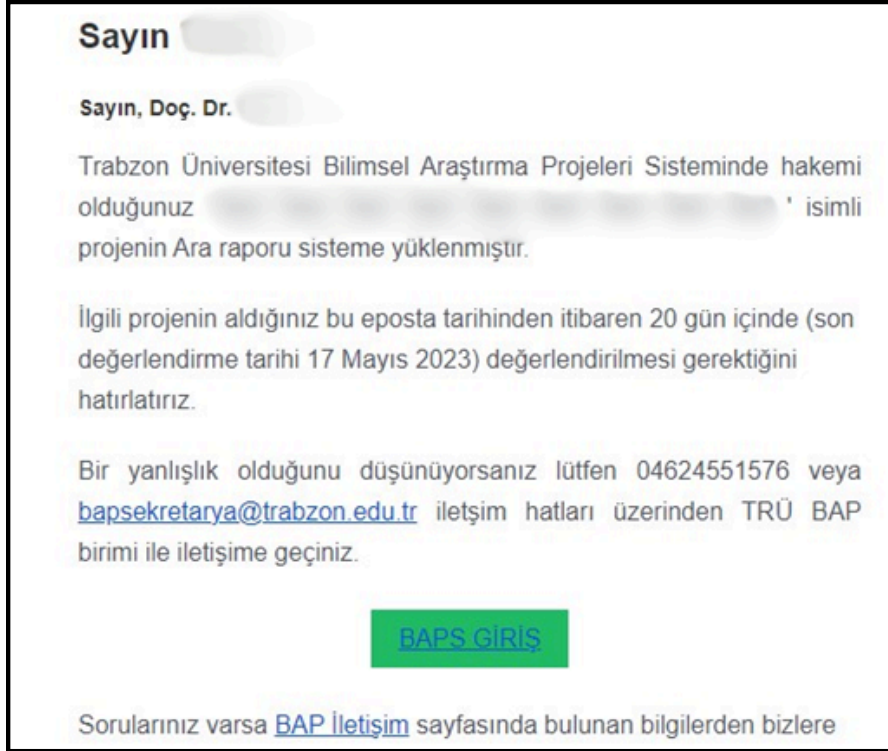 Sayın
Sayın, Doç. Dr.
Trabzon Üniversitesi Bilimsel Araştırma Projeleri Sisteminde hakemi
olduğunuz ' isimli
projenin Ara raporu sisteme yüklenmiştir.
İlgili projenin aldığınız bu eposta tarihinden itibaren 20 gün içinde (son
değerlendirme tarihi 17 Mayıs 2023) değerlendirilmesi gerektiğini
hatırlatırız.
Bir yanlışlık olduğunu düşünüyorsanız lütfen 04624551576 veya
bapsekretarya@trabzon.edu.tr iletşim hatları üzerinden TRÜ BAP
birimi ile iletişime geçiniz.
BAPS GİRİŞ
Sorularınız varsa BAP İletişim sayfasında bulunan bilgilerden bizlere